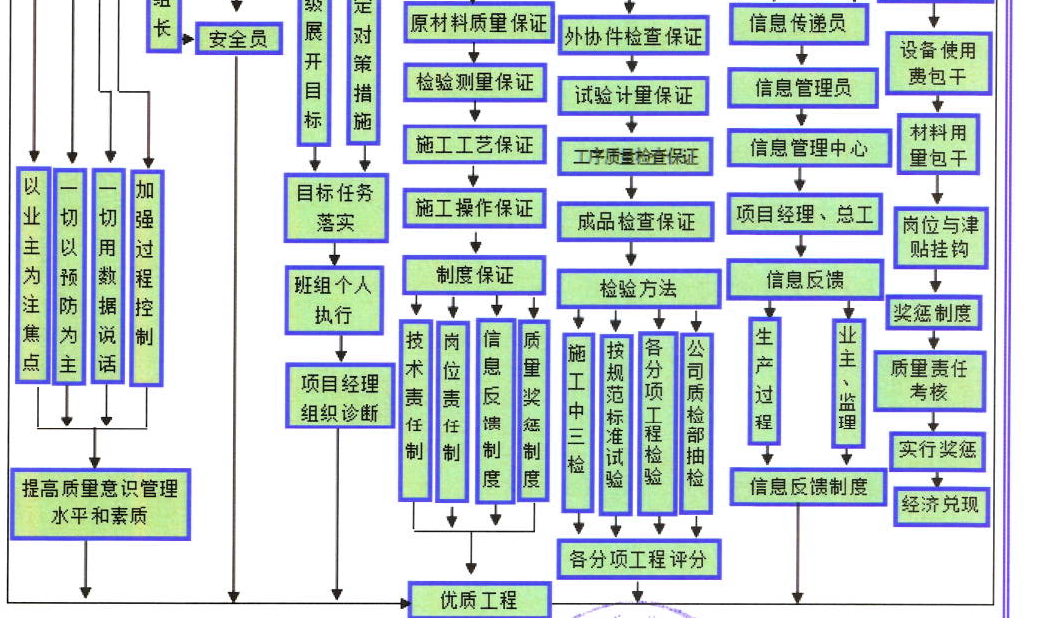 组
长
安全员
级
展
开
目
标
定
对
策
措
施
原材料质量保证
检验测量保证
施工工艺保证
施工操作保证
制度保证
外协件检查保证
试验计量保证
工序质量检查保证
成品检查保证
检验方法
信息传递员
信息管理员
信息管理中心
项目经理、总工
信息反馈
设备使用
费包干
材料用
量包干
岗位与津
贴挂钩
奖惩制度
质量责任
考核
实行奖惩
经济兑现
以业主为注焦点
一切以预防为主
一切用数据说话
加强过程控制
提高质量意识管理
水平和素质
目标任务
落实
班组个人
执行
项目经理
组织诊断
技术责任制
岗位责任制
信息反馈制度
质量奖惩制度
施工中三检
按规范标准试验
各分项工程检验
公司质检部抽检
生产过程
业主、监理
信息反馈制度
各分项工程评分
优质工程